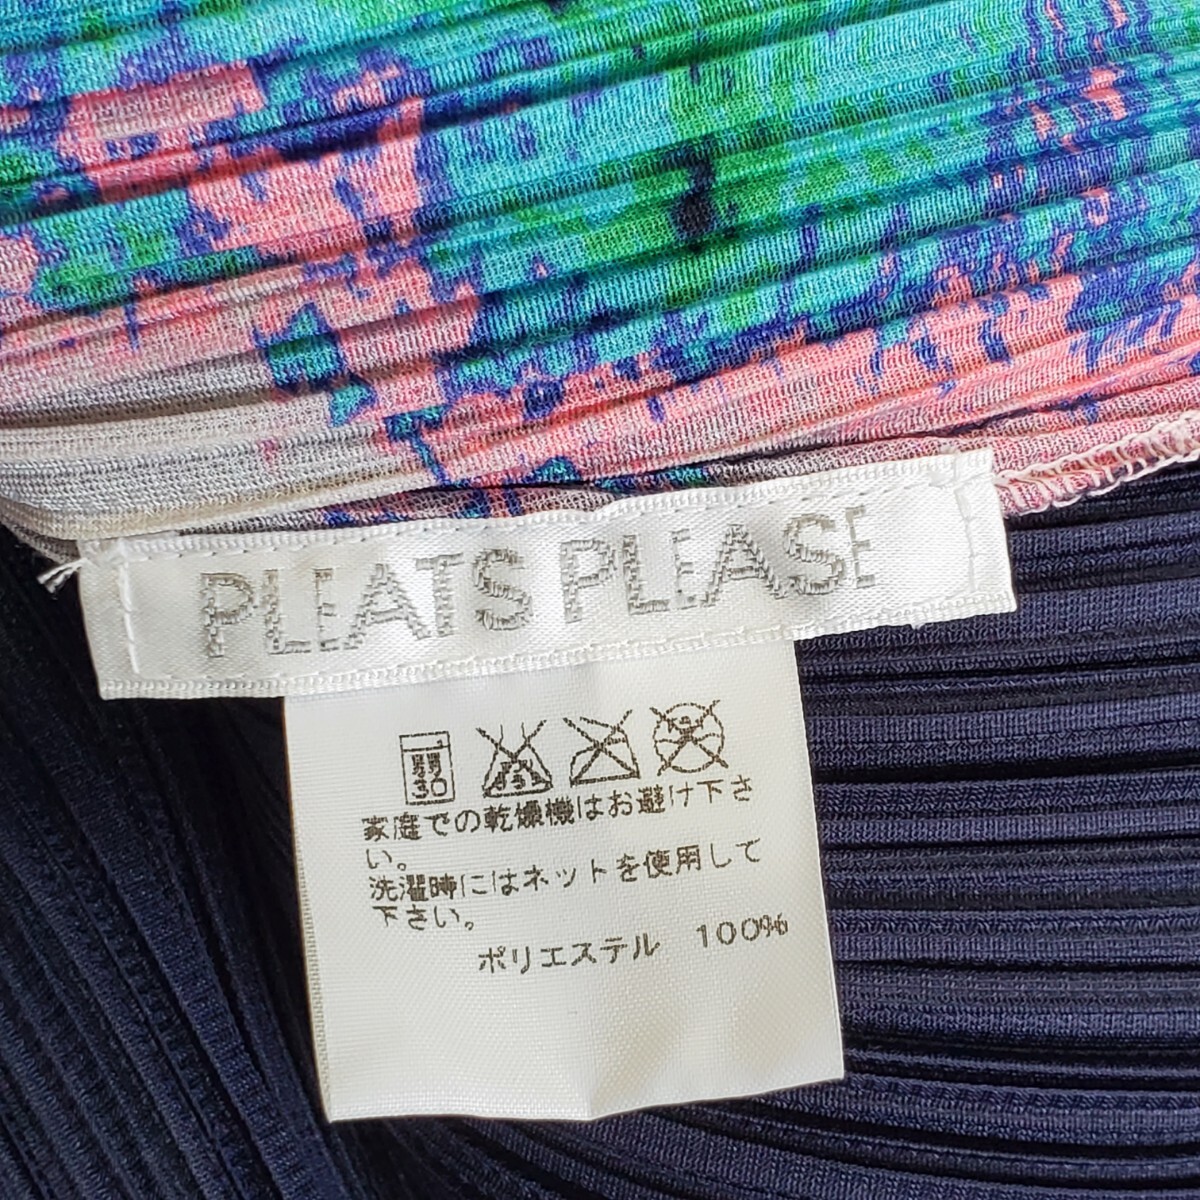 PLEATS PLEASE
弱
30
家庭での乾燥機はお避け下さ
い。
洗濯時にはネットを使用して
下さい。
ポリエステル 100%